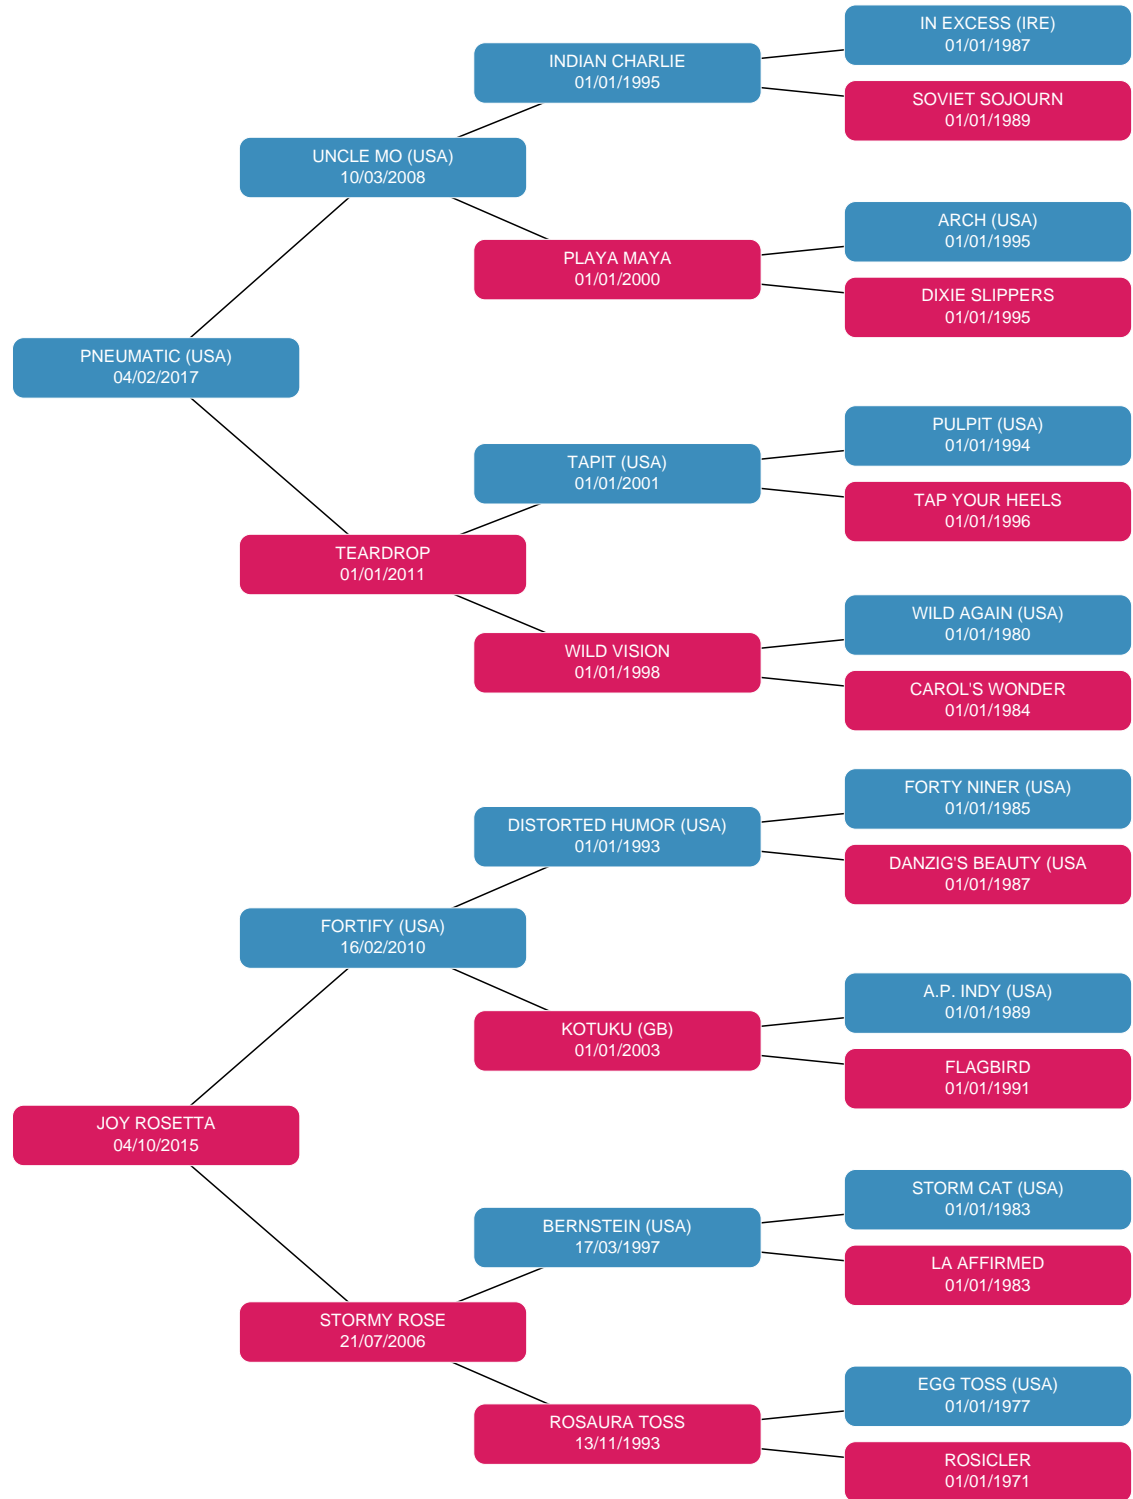 IN EXCESS (IRE)
01/01/1987
INDIAN CHARLIE
01/01/1995
SOVIET SOJOURN
01/01/1989
UNCLE MO (USA)
10/03/2008
ARCH (USA)
01/01/1995
PLAYA MAYA
01/01/2000
DIXIE SLIPPERS
01/01/1995
PNEUMATIC (USA)
04/02/2017
PULPIT (USA)
01/01/1994
TAPIT (USA)
01/01/2001
TAP YOUR HEELS
01/01/1996
TEARDROP
01/01/2011
WILD AGAIN (USA)
01/01/1980
WILD VISION
01/01/1998
CAROL'S WONDER
01/01/1984
FORTY NINER (USA)
01/01/1985
DISTORTED HUMOR (USA)
01/01/1993
DANZIG'S BEAUTY (USA
01/01/1987
FORTIFY (USA)
16/02/2010
A.P. INDY (USA)
01/01/1989
KOTUKU (GB)
01/01/2003
FLAGBIRD
01/01/1991
JOY ROSETTA
04/10/2015
STORM CAT (USA)
01/01/1983
BERNSTEIN (USA)
17/03/1997
LA AFFIRMED
01/01/1983
STORMY ROSE
21/07/2006
EGG TOSS (USA)
01/01/1977
ROSAURA TOSS
13/11/1993
ROSICLER
01/01/1971